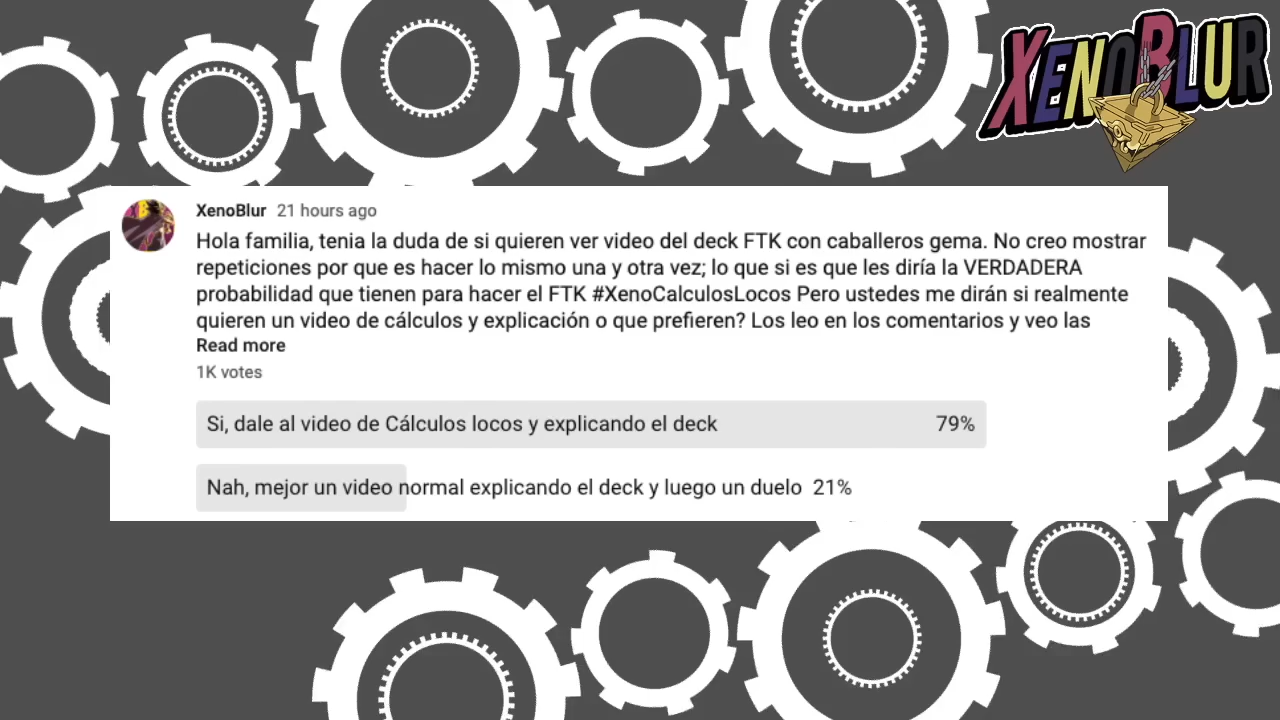 XENOBLUR
XenoBlur 21 hours ago
Hola familia, tenia la duda de si quieren ver video del deck FTK con caballeros gema. No creo mostrar
repeticiones por que es hacer lo mismo una y otra vez; lo que si es que les diría la VERDADERA
probabilidad que tienen para hacer el FTK #XenoCalculosLocos Pero ustedes me dirán si realmente
quieren un video de cálculos y explicación o que prefieren? Los leo en los comentarios y veo las
Read more
1K votes
Si, dale al video de Cálculos locos y explicando el deck 79%
Nah, mejor un video normal explicando el deck y luego un duelo 21%